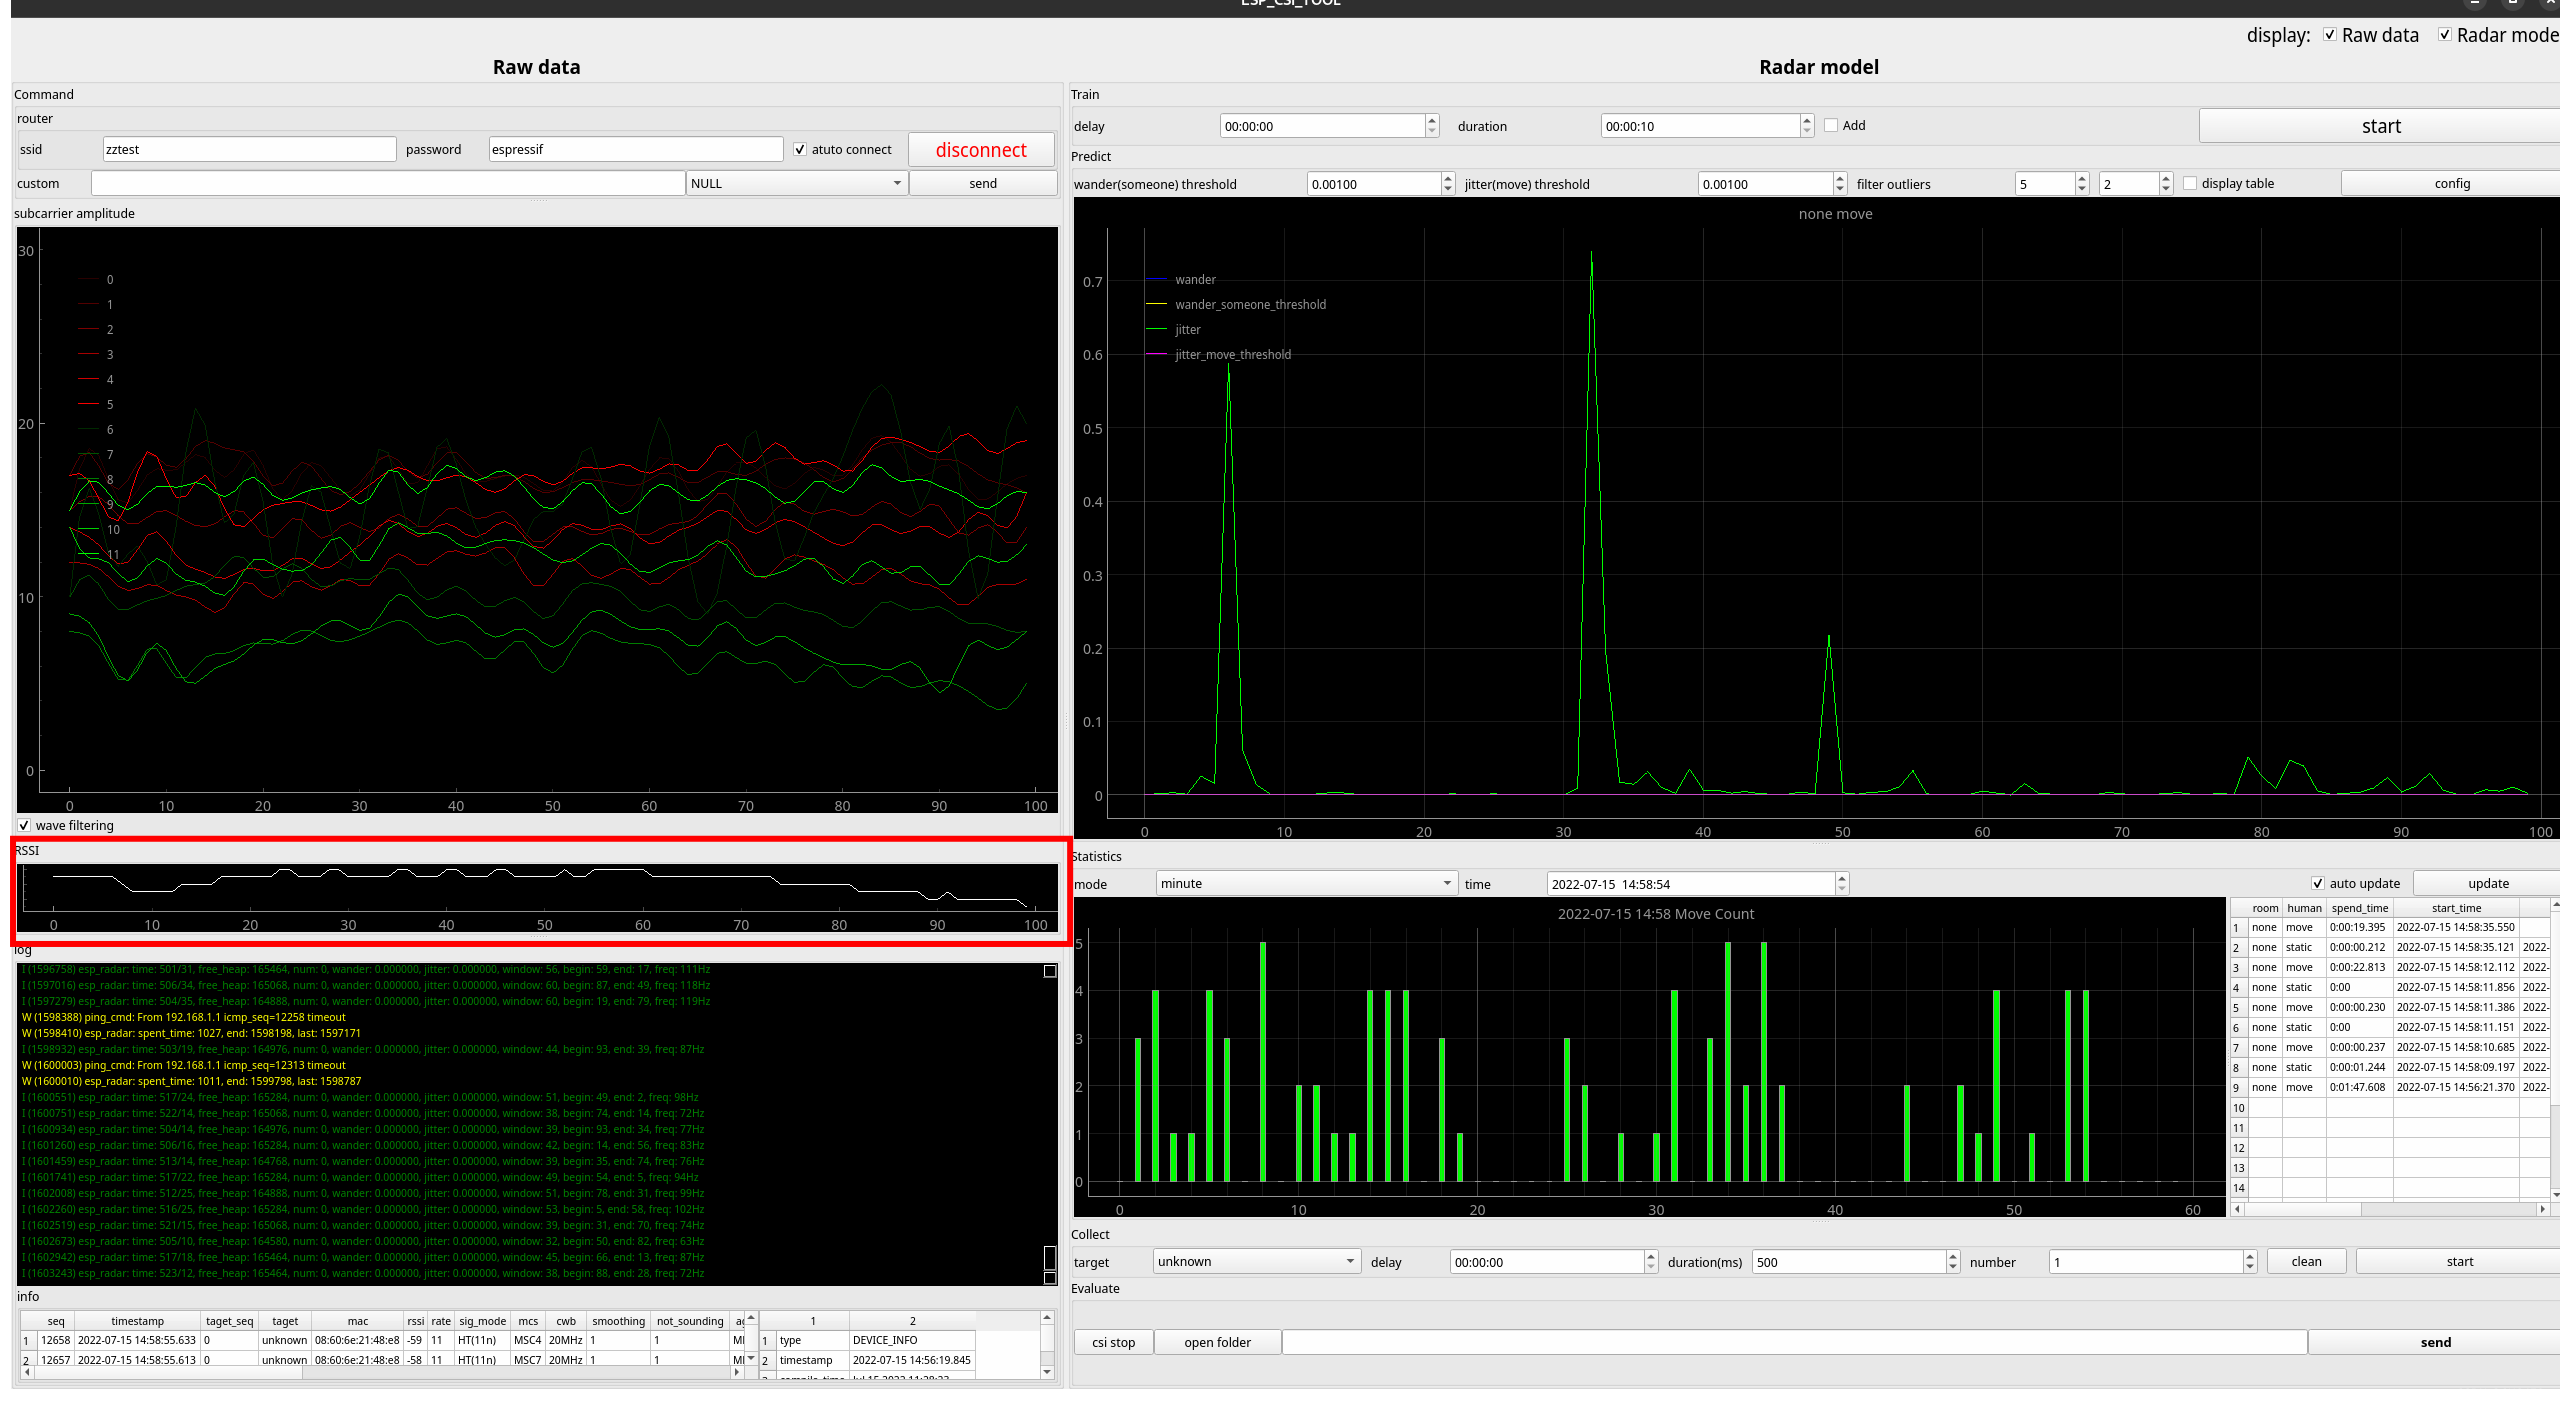 ESP_CSI_TOOL
display: Raw data Radar mode
Raw data
Command
router
ssid zztest password espressif atuto connect disconnect
custom NULL send
subcarrier amplitude
30
20
10
0
0
1
2
3
4
5
6
7
8
9
10
11
0 10 20 30 40 50 60 70 80 90 100
wave filtering
RSSI
0 10 20 30 40 50 60 70 80 90 100
log
I (1596758) esp_radar: time: 501/31, free_heap: 165464, num: 0, wander: 0.000000, jitter: 0.000000, window: 56, begin: 59, end: 17, freq: 111Hz
I (1597016) esp_radar: time: 506/34, free_heap: 165068, num: 0, wander: 0.000000, jitter: 0.000000, window: 60, begin: 87, end: 49, freq: 118Hz
I (1597279) esp_radar: time: 504/35, free_heap: 164888, num: 0, wander: 0.000000, jitter: 0.000000, window: 60, begin: 19, end: 79, freq: 119Hz
W (1598388) ping_cmd: From 192.168.1.1 icmp_seq=12258 timeout
W (1598410) esp_radar: spent_time: 1027, end: 1598198, last: 1597171
I (1598932) esp_radar: time: 503/19, free_heap: 164976, num: 0, wander: 0.000000, jitter: 0.000000, window: 44, begin: 93, end: 39, freq: 87Hz
W (1600003) ping_cmd: From 192.168.1.1 icmp_seq=12313 timeout
W (1600010) esp_radar: spent_time: 1011, end: 1599798, last: 1598787
I (1600551) esp_radar: time: 517/24, free_heap: 165284, num: 0, wander: 0.000000, jitter: 0.000000, window: 51, begin: 49, end: 2, freq: 98Hz
I (1600751) esp_radar: time: 522/14, free_heap: 165068, num: 0, wander: 0.000000, jitter: 0.000000, window: 38, begin: 74, end: 14, freq: 72Hz
I (1600934) esp_radar: time: 504/14, free_heap: 164976, num: 0, wander: 0.000000, jitter: 0.000000, window: 39, begin: 93, end: 34, freq: 77Hz
I (1601260) esp_radar: time: 506/16, free_heap: 165284, num: 0, wander: 0.000000, jitter: 0.000000, window: 42, begin: 14, end: 56, freq: 83Hz
I (1601459) esp_radar: time: 513/14, free_heap: 164768, num: 0, wander: 0.000000, jitter: 0.000000, window: 39, begin: 35, end: 74, freq: 76Hz
I (1601741) esp_radar: time: 517/22, free_heap: 165284, num: 0, wander: 0.000000, jitter: 0.000000, window: 49, begin: 54, end: 5, freq: 94Hz
I (1602008) esp_radar: time: 512/25, free_heap: 164888, num: 0, wander: 0.000000, jitter: 0.000000, window: 51, begin: 78, end: 31, freq: 99Hz
I (1602260) esp_radar: time: 516/25, free_heap: 165284, num: 0, wander: 0.000000, jitter: 0.000000, window: 53, begin: 5, end: 58, freq: 102Hz
I (1602519) esp_radar: time: 521/15, free_heap: 165068, num: 0, wander: 0.000000, jitter: 0.000000, window: 39, begin: 31, end: 70, freq: 74Hz
I (1602673) esp_radar: time: 505/10, free_heap: 164580, num: 0, wander: 0.000000, jitter: 0.000000, window: 32, begin: 50, end: 82, freq: 63Hz
I (1602942) esp_radar: time: 517/18, free_heap: 165464, num: 0, wander: 0.000000, jitter: 0.000000, window: 45, begin: 66, end: 13, freq: 87Hz
I (1603243) esp_radar: time: 523/12, free_heap: 165464, num: 0, wander: 0.000000, jitter: 0.000000, window: 38, begin: 88, end: 28, freq: 72Hz
info
seq timestamp taget_seq taget mac rssi rate sig_mode mcs cwb smoothing not_sounding
1 12658 2022-07-15 14:58:55.633 0 unknown 08:60:6e:21:48:e8 -59 11 HT(11n) MSC4 20MHz 1 1
2 12657 2022-07-15 14:58:55.613 0 unknown 08:60:6e:21:48:e8 -58 11 HT(11n) MSC7 20MHz 1 1
1 2
1 type DEVICE_INFO
2 timestamp 2022-07-15 14:56:19.845
Radar model
Train
delay 00:00:00 duration 00:00:10 Add start
Predict
wander(someone) threshold 0.00100 jitter(move) threshold 0.00100 filter outliers 5 2 display table config
none move
0.7
0.6
0.5
0.4
0.3
0.2
0.1
0
wander
wander_someone_threshold
jitter
jitter_move_threshold
0 10 20 30 40 50 60 70 80 90 100
Statistics
mode minute time 2022-07-15 14:58:54 auto update update
2022-07-15 14:58 Move Count
5
4
3
2
1
0
0 10 20 30 40 50 60
room human spend_time start_time
1 none move 0:00:19.395 2022-07-15 14:58:35.550
2 none static 0:00:00.212 2022-07-15 14:58:35.121 2022-
3 none move 0:00:22.813 2022-07-15 14:58:12.112 2022-
4 none static 0:00 2022-07-15 14:58:11.856 2022-
5 none move 0:00:00.230 2022-07-15 14:58:11.386 2022-
6 none static 0:00 2022-07-15 14:58:11.151 2022-
7 none move 0:00:00.237 2022-07-15 14:58:10.685 2022-
8 none static 0:00:01.244 2022-07-15 14:58:09.197 2022-
9 none move 0:01:47.608 2022-07-15 14:56:21.370 2022-
10
11
12
13
14
Collect
target unknown delay 00:00:00 duration(ms) 500 number 1 clean start
Evaluate
csi stop open folder send